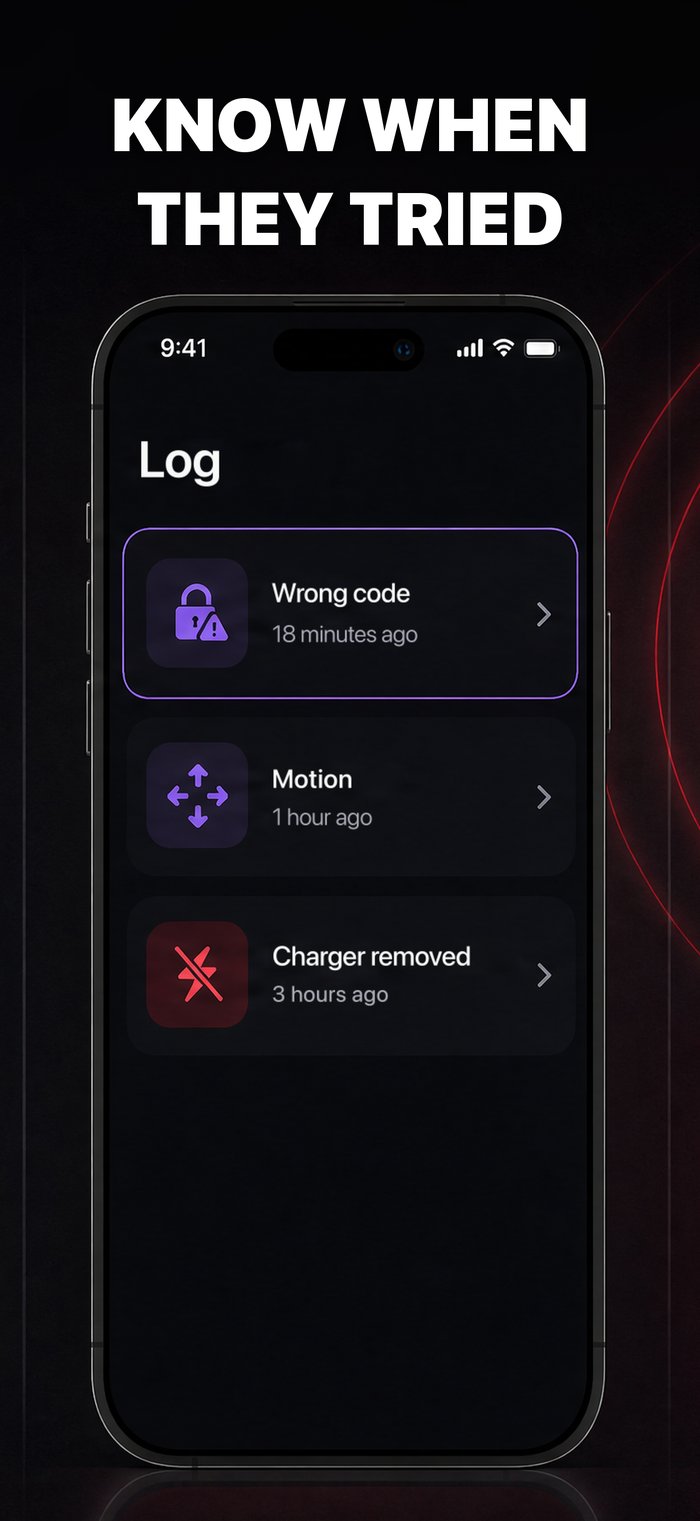 KNOW WHEN
THEY TRIED
9:41
Log
Wrong code
18 minutes ago
Motion
1 hour ago
Charger removed
3 hours ago